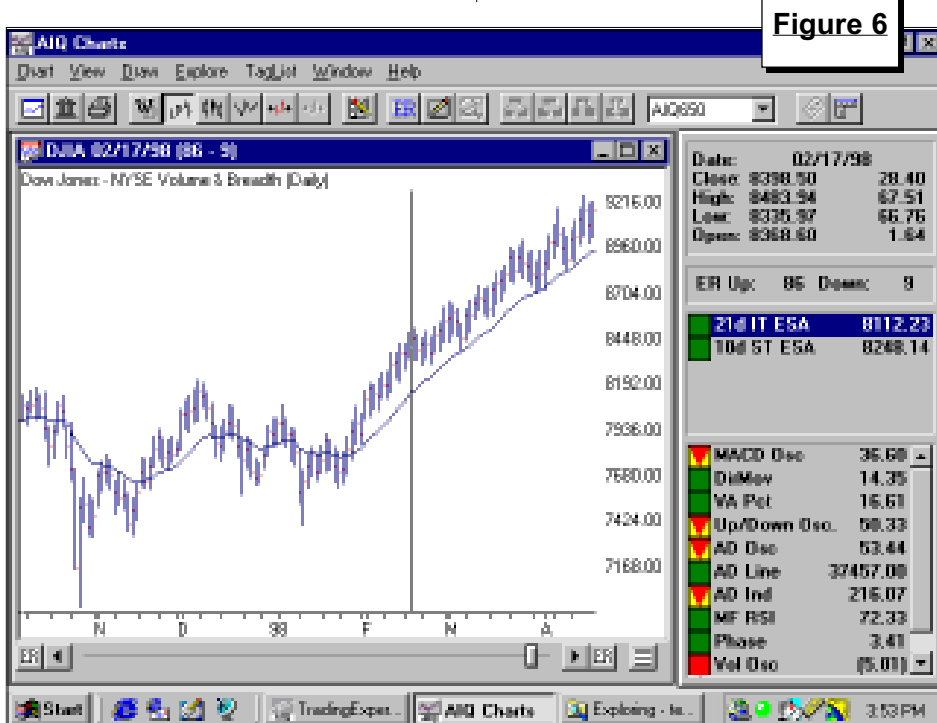 Figure 6
AIQ Charts
Chart View Draw Explore TagList Window Help
ER AIQ650
DJIA 02/17/98 (86 - 9)
Dow Jones - NYSE Volume & Breadth (Daily)
9216.00
8960.00
8704.00
8448.00
8192.00
7936.00
7680.00
7424.00
7168.00
N D 98 F M A
ER ER
Date: 02/17/98
Close: 8398.50 28.40
High: 8483.94 67.51
Low: 8335.97 66.76
Open: 8368.60 1.64
ER Up: 86 Down: 9
21d IT ESA 8112.23
10d ST ESA 8248.14
MACD Osc 36.60
DirMov 14.35
VA Pct 16.61
Up/Down Osc. 50.33
AD Osc 53.44
AD Line 37457.00
AD Ind 216.07
MF RSI 72.33
Phase 3.41
Vol Osc (5.01)
Start TradingExper... AIQ Charts Exploring - te... 3:53 PM